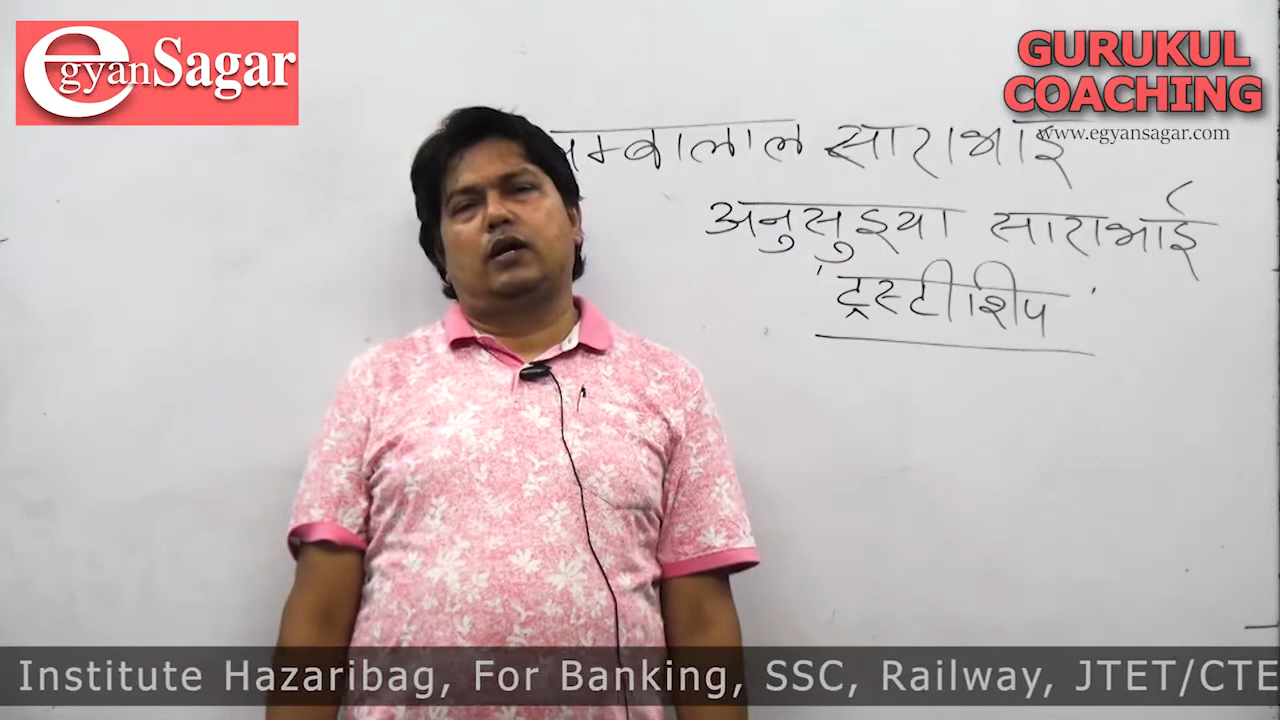 egyanSagar
GURUKUL
COACHING
www.egyansagar.com
म्बालाल साराभाई
अनुसुइया साराभाई
'ट्रस्टीशिप'
Institute Hazaribag, For Banking, SSC, Railway, JTET/CTE